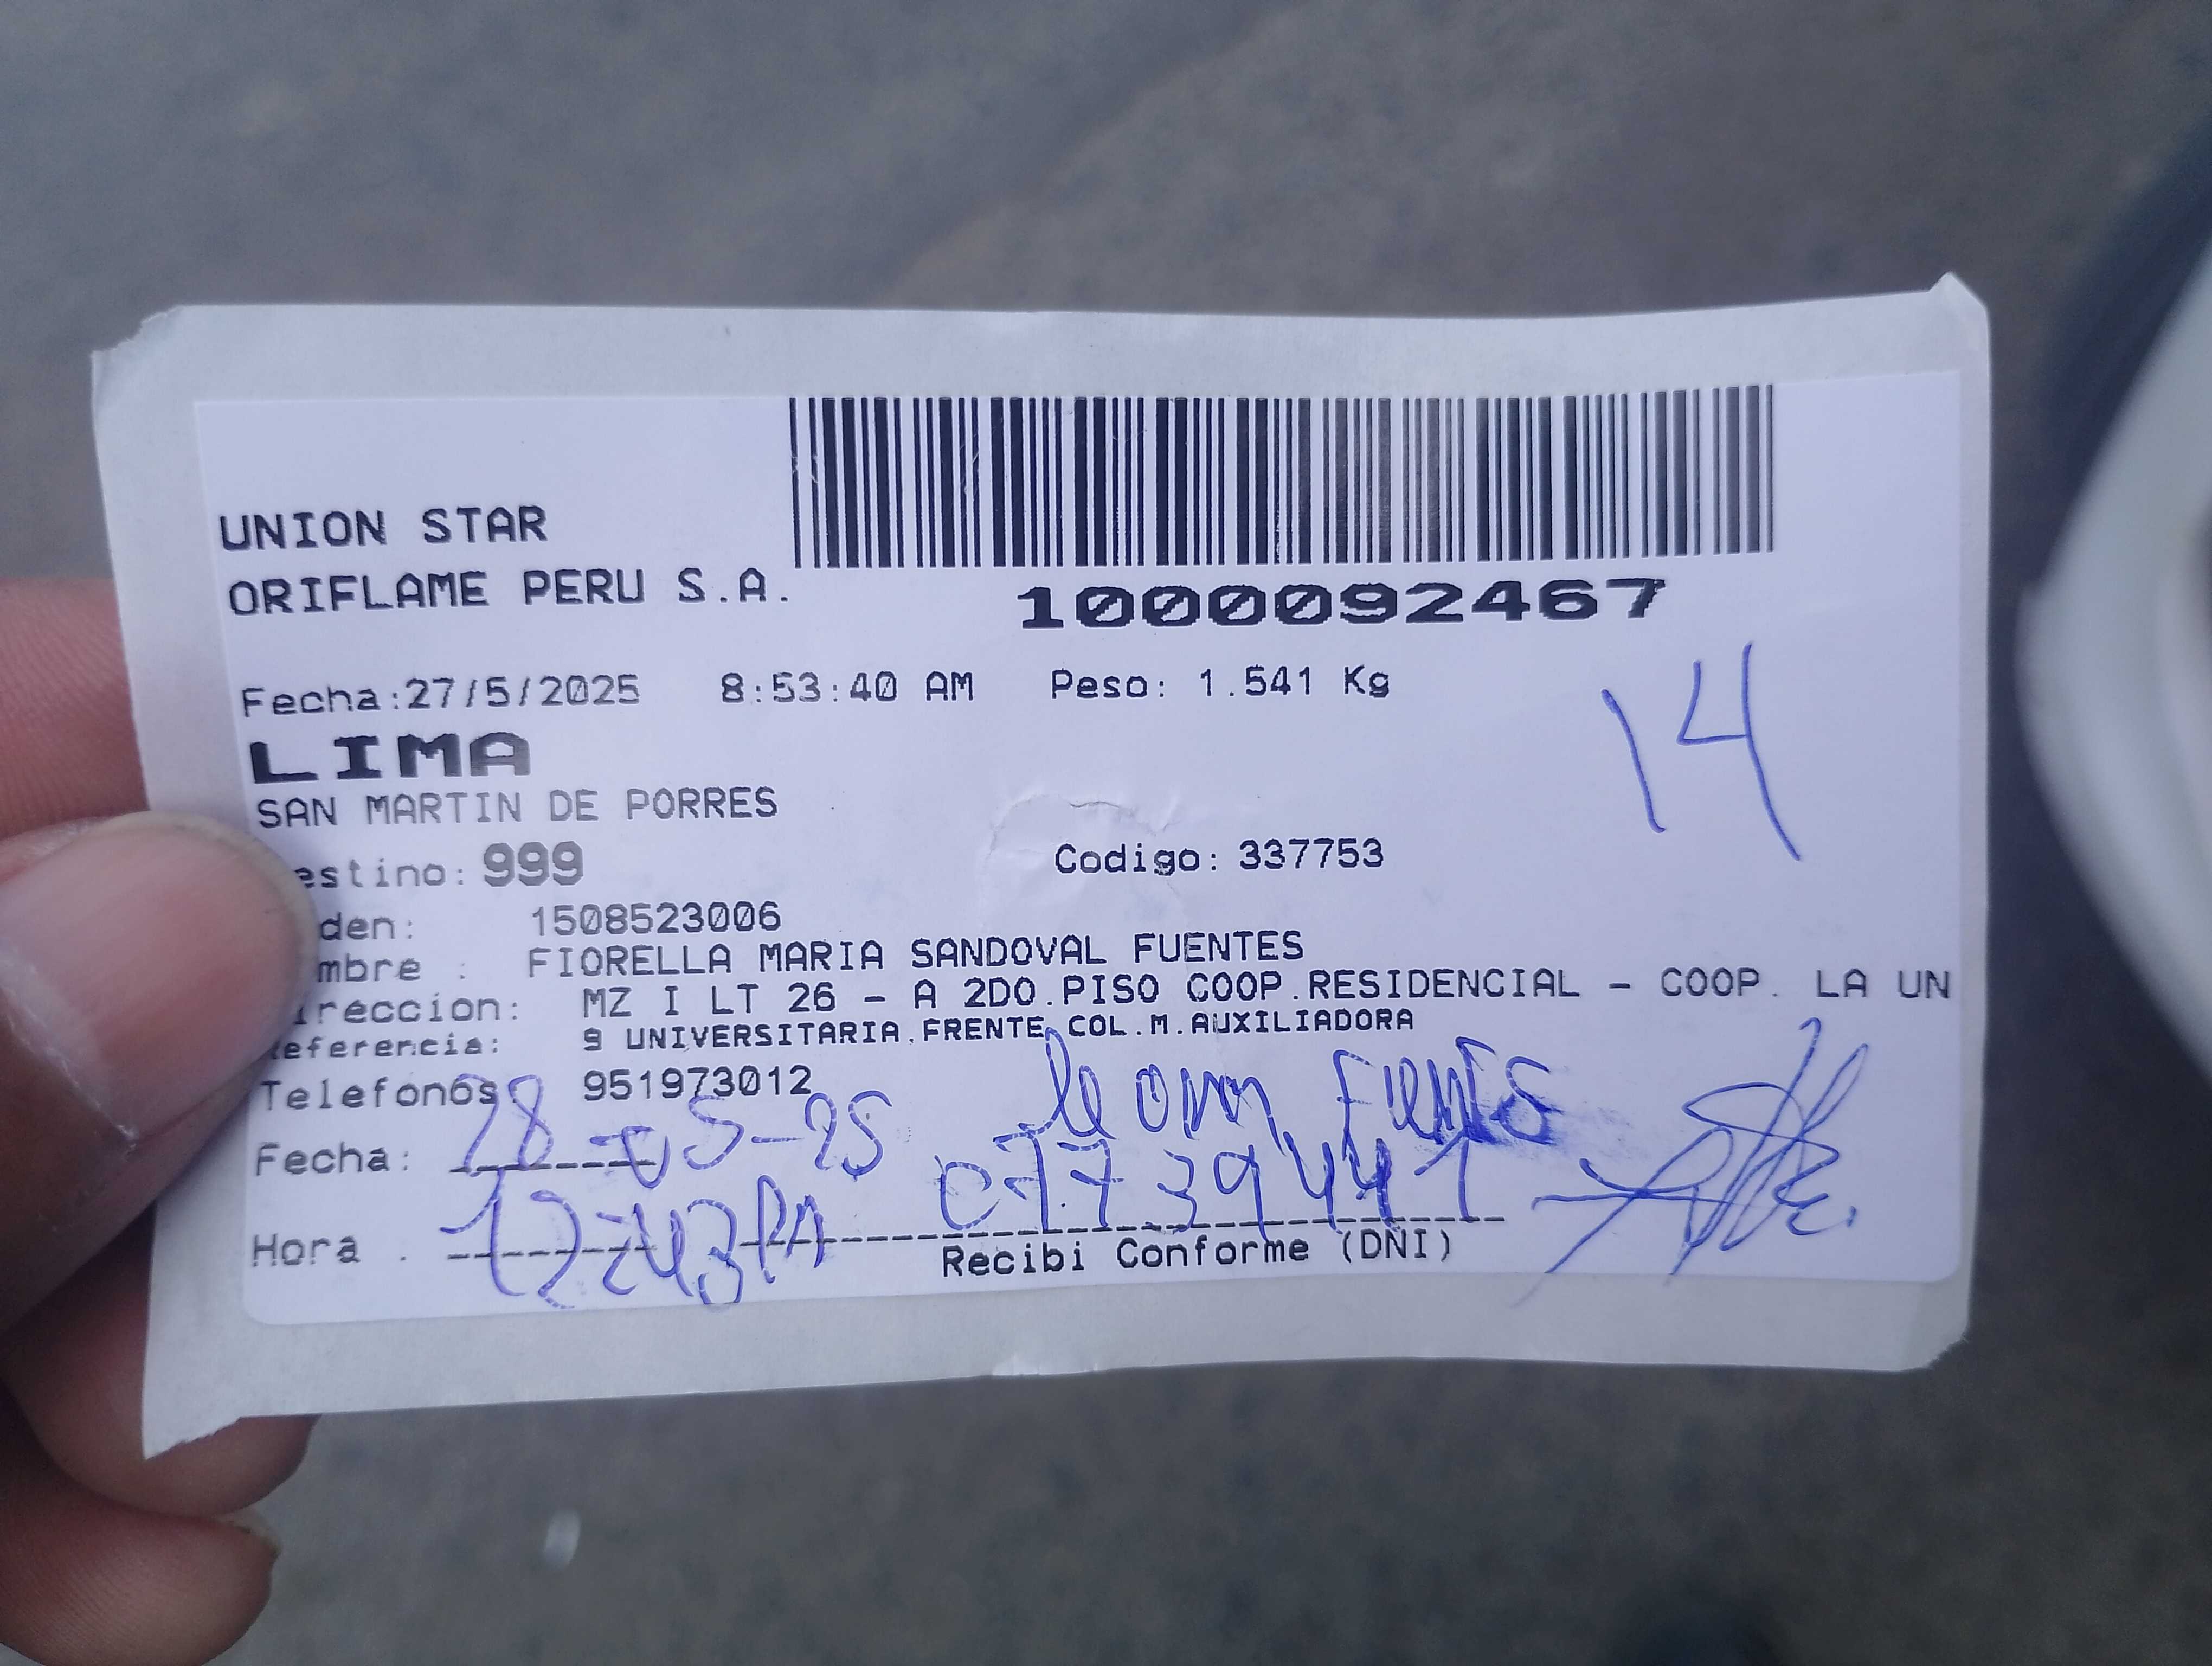 UNION STAR
ORIFLAME PERU S.A.
1000092467
Fecha:27/5/2025 8:53:40 AM Peso: 1.541 Kg
14
LIMA
SAN MARTIN DE PORRES
estino: 999 Codigo: 337753
den: 1508523006
mbre : FIORELLA MARIA SANDOVAL FUENTES
ireccion: MZ I LT 26 - A 2DO.PISO COOP.RESIDENCIAL - COOP. LA UN
eferencia: 9 UNIVERSITARIA.FRENTE COL.M.AUXILIADORA
Telefonos 951973012
Fuentes
Fecha: 28-05-25
07739441
Hora : 12:43
Recibi Conforme (DNI)